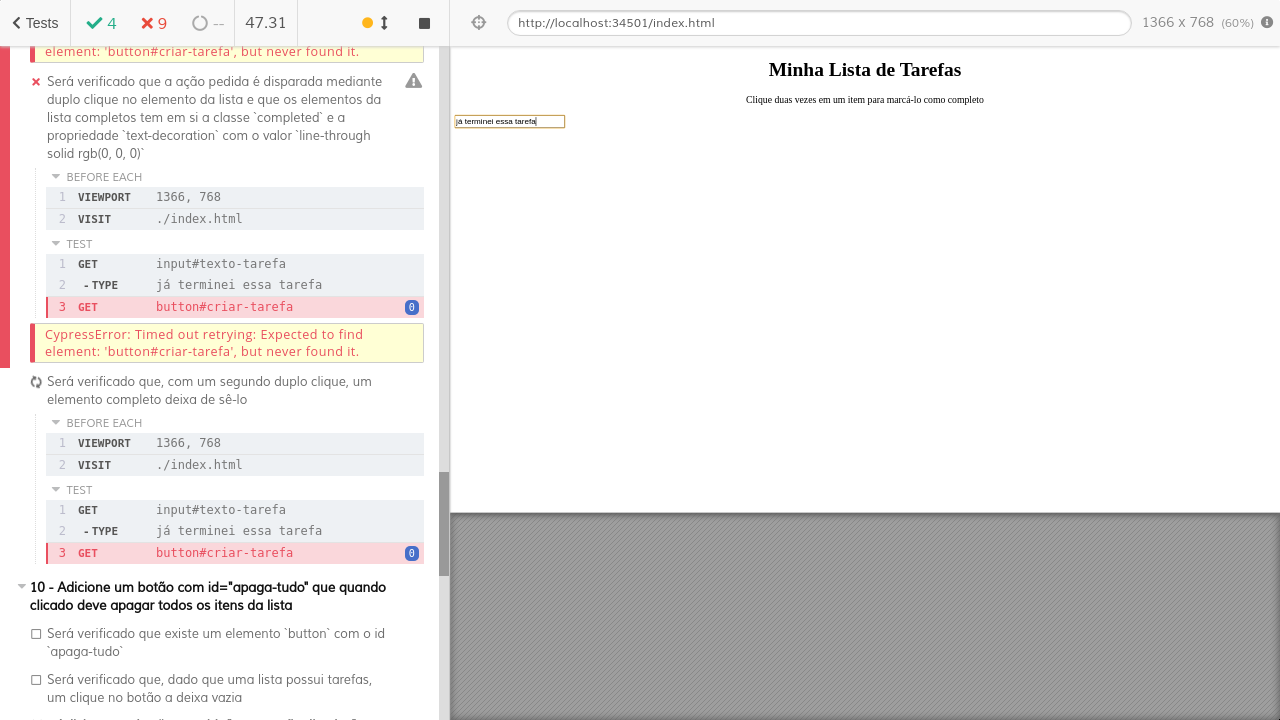 Tests
4
9
--
47.31
http://localhost:34501/index.html
1366 x 768 (60%)
element: 'button#criar-tarefa', but never found it.
Será verificado que a ação pedida é disparada mediante
duplo clique no elemento da lista e que os elementos da
lista completos tem em si a classe `completed` e a
propriedade `text-decoration` com o valor `line-through
solid rgb(0, 0, 0)`
BEFORE EACH
1 VIEWPORT 1366, 768
2 VISIT ./index.html
TEST
1 GET input#texto-tarefa
2 -TYPE já terminei essa tarefa
3 GET button#criar-tarefa 0
CypressError: Timed out retrying: Expected to find
element: 'button#criar-tarefa', but never found it.
Será verificado que, com um segundo duplo clique, um
elemento completo deixa de sê-lo
BEFORE EACH
1 VIEWPORT 1366, 768
2 VISIT ./index.html
TEST
1 GET input#texto-tarefa
2 -TYPE já terminei essa tarefa
3 GET button#criar-tarefa 0
10 - Adicione um botão com id="apaga-tudo" que quando
clicado deve apagar todos os itens da lista
Será verificado que existe um elemento `button` com o id
`apaga-tudo`
Será verificado que, dado que uma lista possui tarefas,
um clique no botão a deixa vazia
Minha Lista de Tarefas
Clique duas vezes em um item para marcá-lo como completo
já terminei essa tarefa